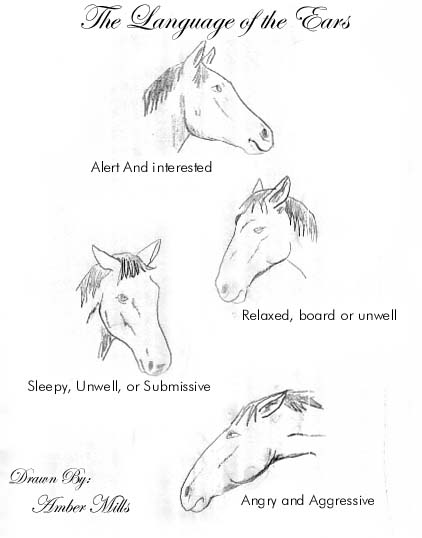 The Language of the Ears
Alert And interested
Relaxed, board or unwell
Sleepy, Unwell, or Submissive
Angry and Aggressive
Drawn By:
Amber Mills